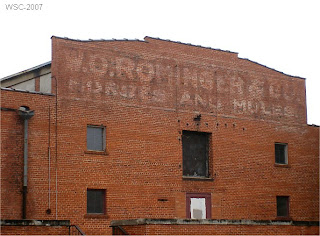 WSC-2007
W.D. ROMINGER & CO.
HORSES AND MULES